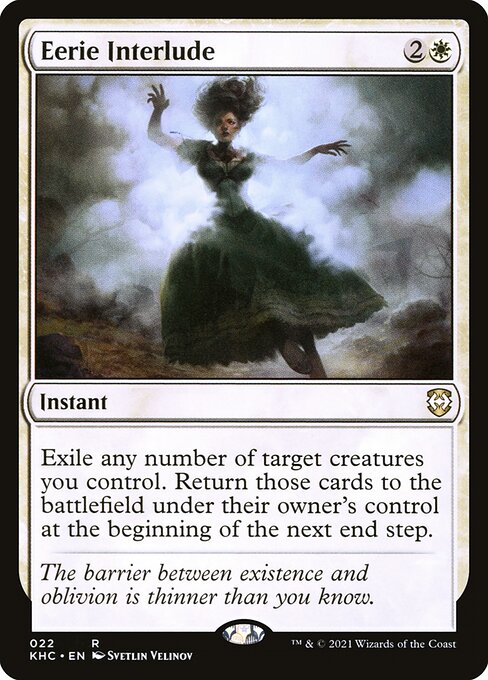 Eerie Interlude 2
Instant
Exile any number of target creatures
you control. Return those cards to the
battlefield under their owner's control
at the beginning of the next end step.
The barrier between existence and
oblivion is thinner than you know.
022 R
KHC • EN Svetlin Velinov
™ & © 2021 Wizards of the Coast